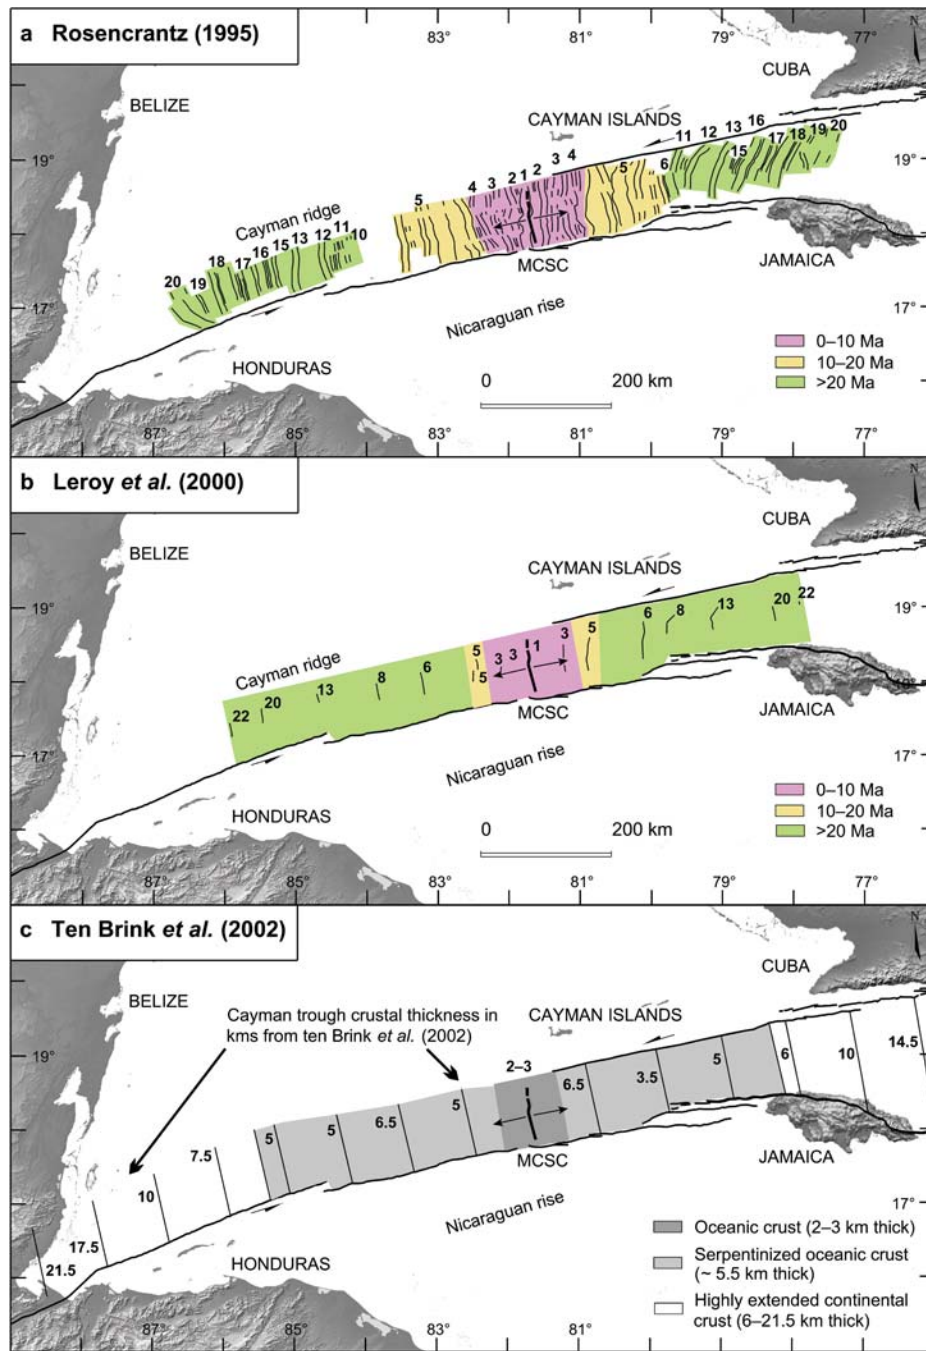 a Rosencrantz (1995)
83° 81° 79° 77°
N
CUBA
BELIZE
CAYMAN ISLANDS
19°
19°
11 12 13 16 17 18 19 20
15
6
5
4 3 2 1 2 3 4
5
Cayman ridge
20 19 18 17 16 15 13 12 11 10
MCSC
JAMAICA
17°
Nicaraguan rise
17°
HONDURAS
0–10 Ma
10–20 Ma
>20 Ma
0 200 km
87° 85° 83° 81° 79° 77°
b Leroy et al. (2000)
N
CUBA
BELIZE
CAYMAN ISLANDS
19°
19°
22
20
13
8
6
5
3
1
3 3
5
5
6
8
13
20
22
Cayman ridge
MCSC
JAMAICA
17°
Nicaraguan rise
17°
HONDURAS
0–10 Ma
10–20 Ma
>20 Ma
0 200 km
87° 85° 83° 81° 79° 77°
c Ten Brink et al. (2002)
N
CUBA
BELIZE
Cayman trough crustal thickness in
kms from ten Brink et al. (2002)
CAYMAN ISLANDS
19°
19°
21.5 17.5 10 7.5 5 5 6.5 5 2–3 6.5 3.5 5 6 10 14.5
MCSC
JAMAICA
17°
Nicaraguan rise
17°
HONDURAS
Oceanic crust (2–3 km thick)
Serpentinized oceanic crust
(~ 5.5 km thick)
Highly extended continental
crust (6–21.5 km thick)
87° 85° 83° 81° 79° 77°